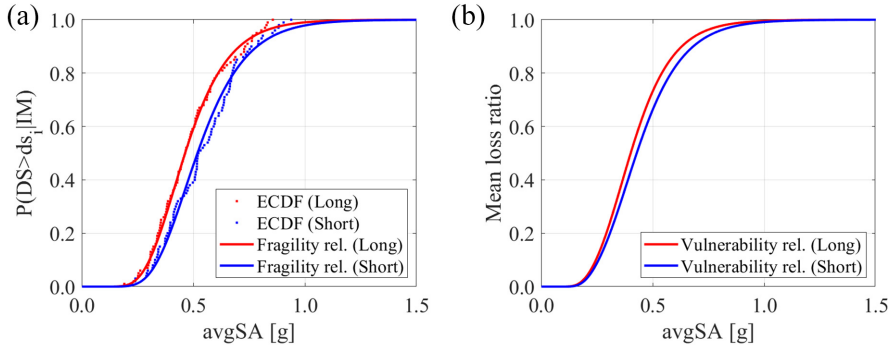 (a)
P(DS>ds_i|IM)
1.0
0.8
0.6
0.4
0.2
0.0
ECDF (Long)
ECDF (Short)
Fragility rel. (Long)
Fragility rel. (Short)
0.0 0.5 1.0 1.5
avgSA [g]
(b)
Mean loss ratio
1.0
0.8
0.6
0.4
0.2
0.0
Vulnerability rel. (Long)
Vulnerability rel. (Short)
0.0 0.5 1.0 1.5
avgSA [g]